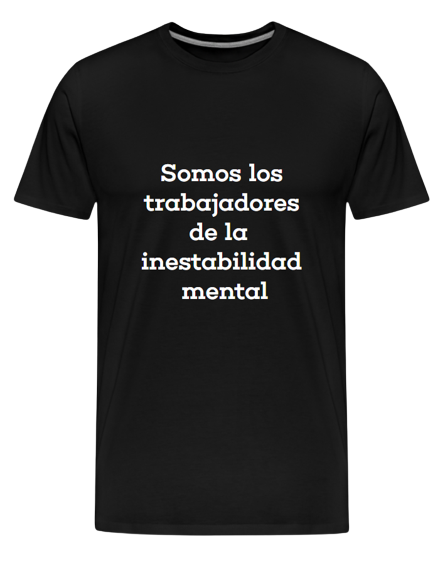 Somos los
trabajadores
de la
inestabilidad
mental